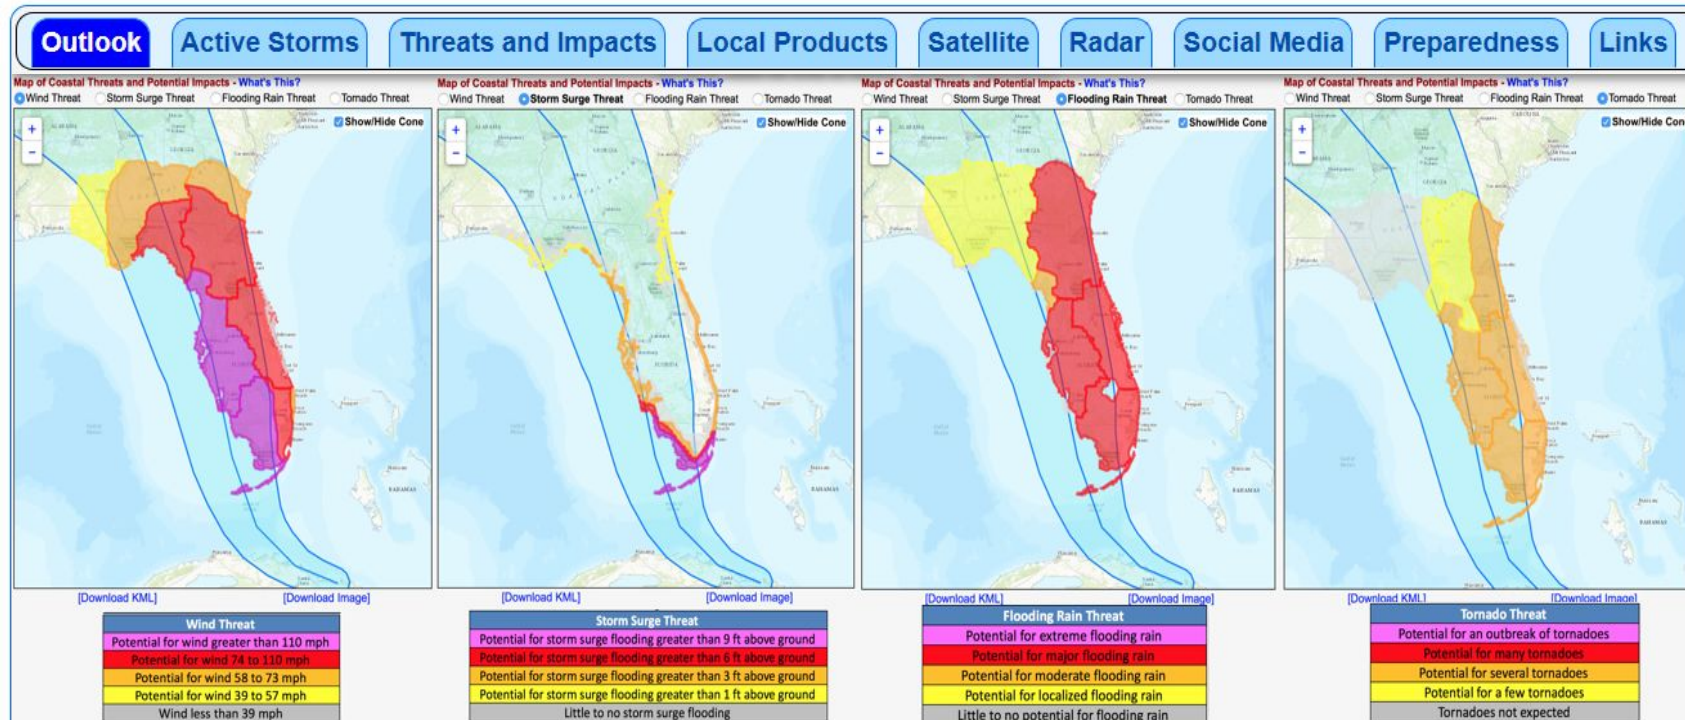 Outlook
Active Storms
Threats and Impacts
Local Products
Satellite
Radar
Social Media
Preparedness
Links
Map of Coastal Threats and Potential Impacts - What's This?
Wind Threat Storm Surge Threat Flooding Rain Threat Tornado Threat
+
−
Show/Hide Cone
[Download KML] [Download Image]
Wind Threat
Potential for wind greater than 110 mph
Potential for wind 74 to 110 mph
Potential for wind 58 to 73 mph
Potential for wind 39 to 57 mph
Wind less than 39 mph
Map of Coastal Threats and Potential Impacts - What's This?
Wind Threat Storm Surge Threat Flooding Rain Threat Tornado Threat
+
−
[Download KML] [Download Image]
Storm Surge Threat
Potential for storm surge flooding greater than 9 ft above ground
Potential for storm surge flooding greater than 6 ft above ground
Potential for storm surge flooding greater than 3 ft above ground
Potential for storm surge flooding greater than 1 ft above ground
Little to no storm surge flooding
Map of Coastal Threats and Potential Impacts - What's This?
Wind Threat Storm Surge Threat Flooding Rain Threat Tornado Threat
+
−
Show/Hide Cone
[Download KML] [Download Image]
Flooding Rain Threat
Potential for extreme flooding rain
Potential for major flooding rain
Potential for moderate flooding rain
Potential for localized flooding rain
Little to no potential for flooding rain
Map of Coastal Threats and Potential Impacts - What's This?
Wind Threat Storm Surge Threat Flooding Rain Threat Tornado Threat
+
−
Show/Hide Cone
[Download KML] [Download Image]
Tornado Threat
Potential for an outbreak of tornadoes
Potential for many tornadoes
Potential for several tornadoes
Potential for a few tornadoes
Tornadoes not expected